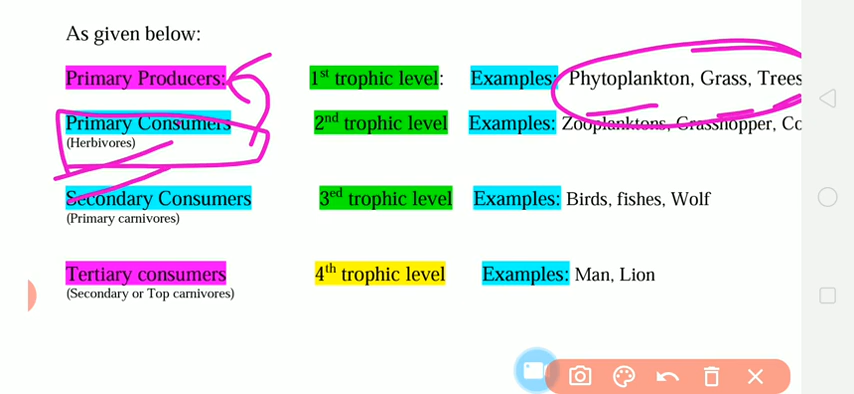 As given below:
Primary Producers: 1st trophic level: Examples: Phytoplankton, Grass, Trees
Primary Consumers 2nd trophic level Examples: Zooplanktons, Grasshopper, Co
(Herbivores)
Secondary Consumers 3ed trophic level Examples: Birds, fishes, Wolf
(Primary carnivores)
Tertiary consumers 4th trophic level Examples: Man, Lion
(Secondary or Top carnivores)